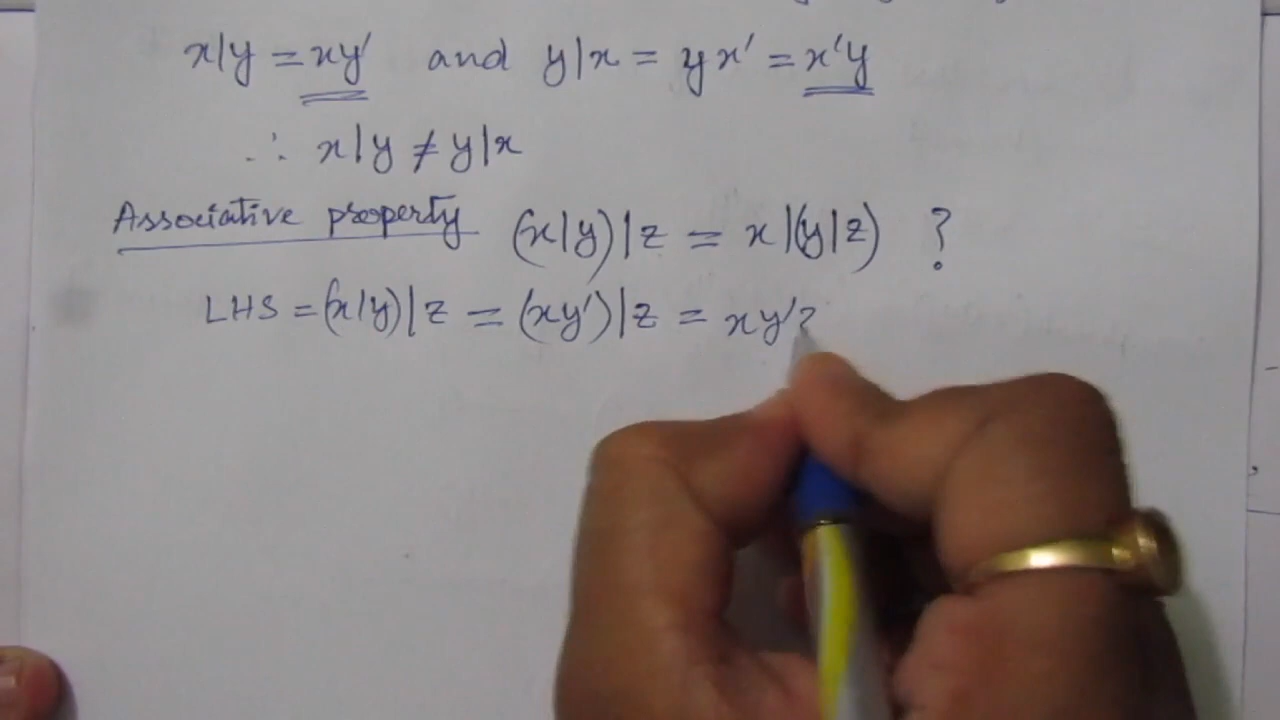 x/y = xy' and y/x = yx' = x'y
∴ x/y ≠ y/x
Associative property (x/y)/z = x/(y/z) ?
LHS = (x/y)/z = (xy')/z = xy'z